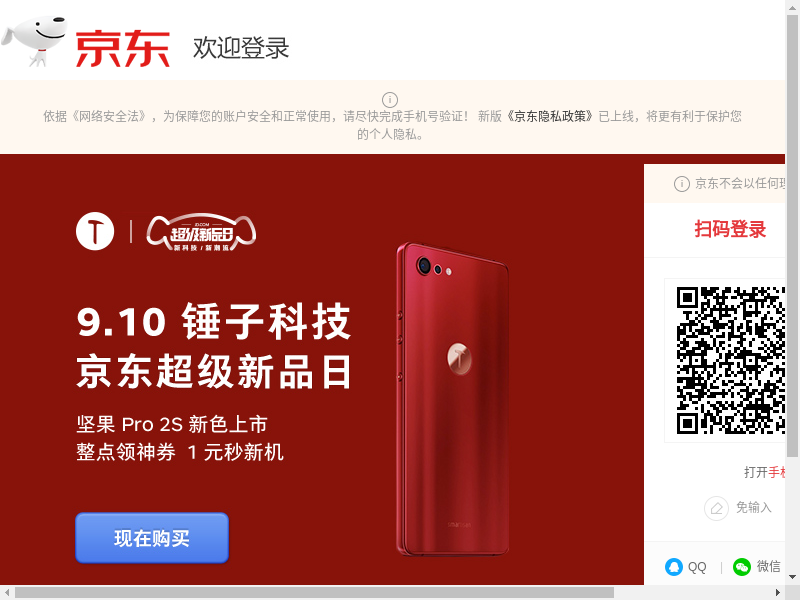 京东 欢迎登录
依据《网络安全法》，为保障您的账户安全和正常使用，请尽快完成手机号验证！ 新版《京东隐私政策》已上线，将更有利于保护您
的个人隐私。
京东不会以任何理
扫码登录
JD.COM
超级新品日
新科技 / 新潮流
9.10 锤子科技
京东超级新品日
坚果 Pro 2S 新色上市
整点领神券 1 元秒新机
现在购买
打开手机
免输入
QQ | 微信